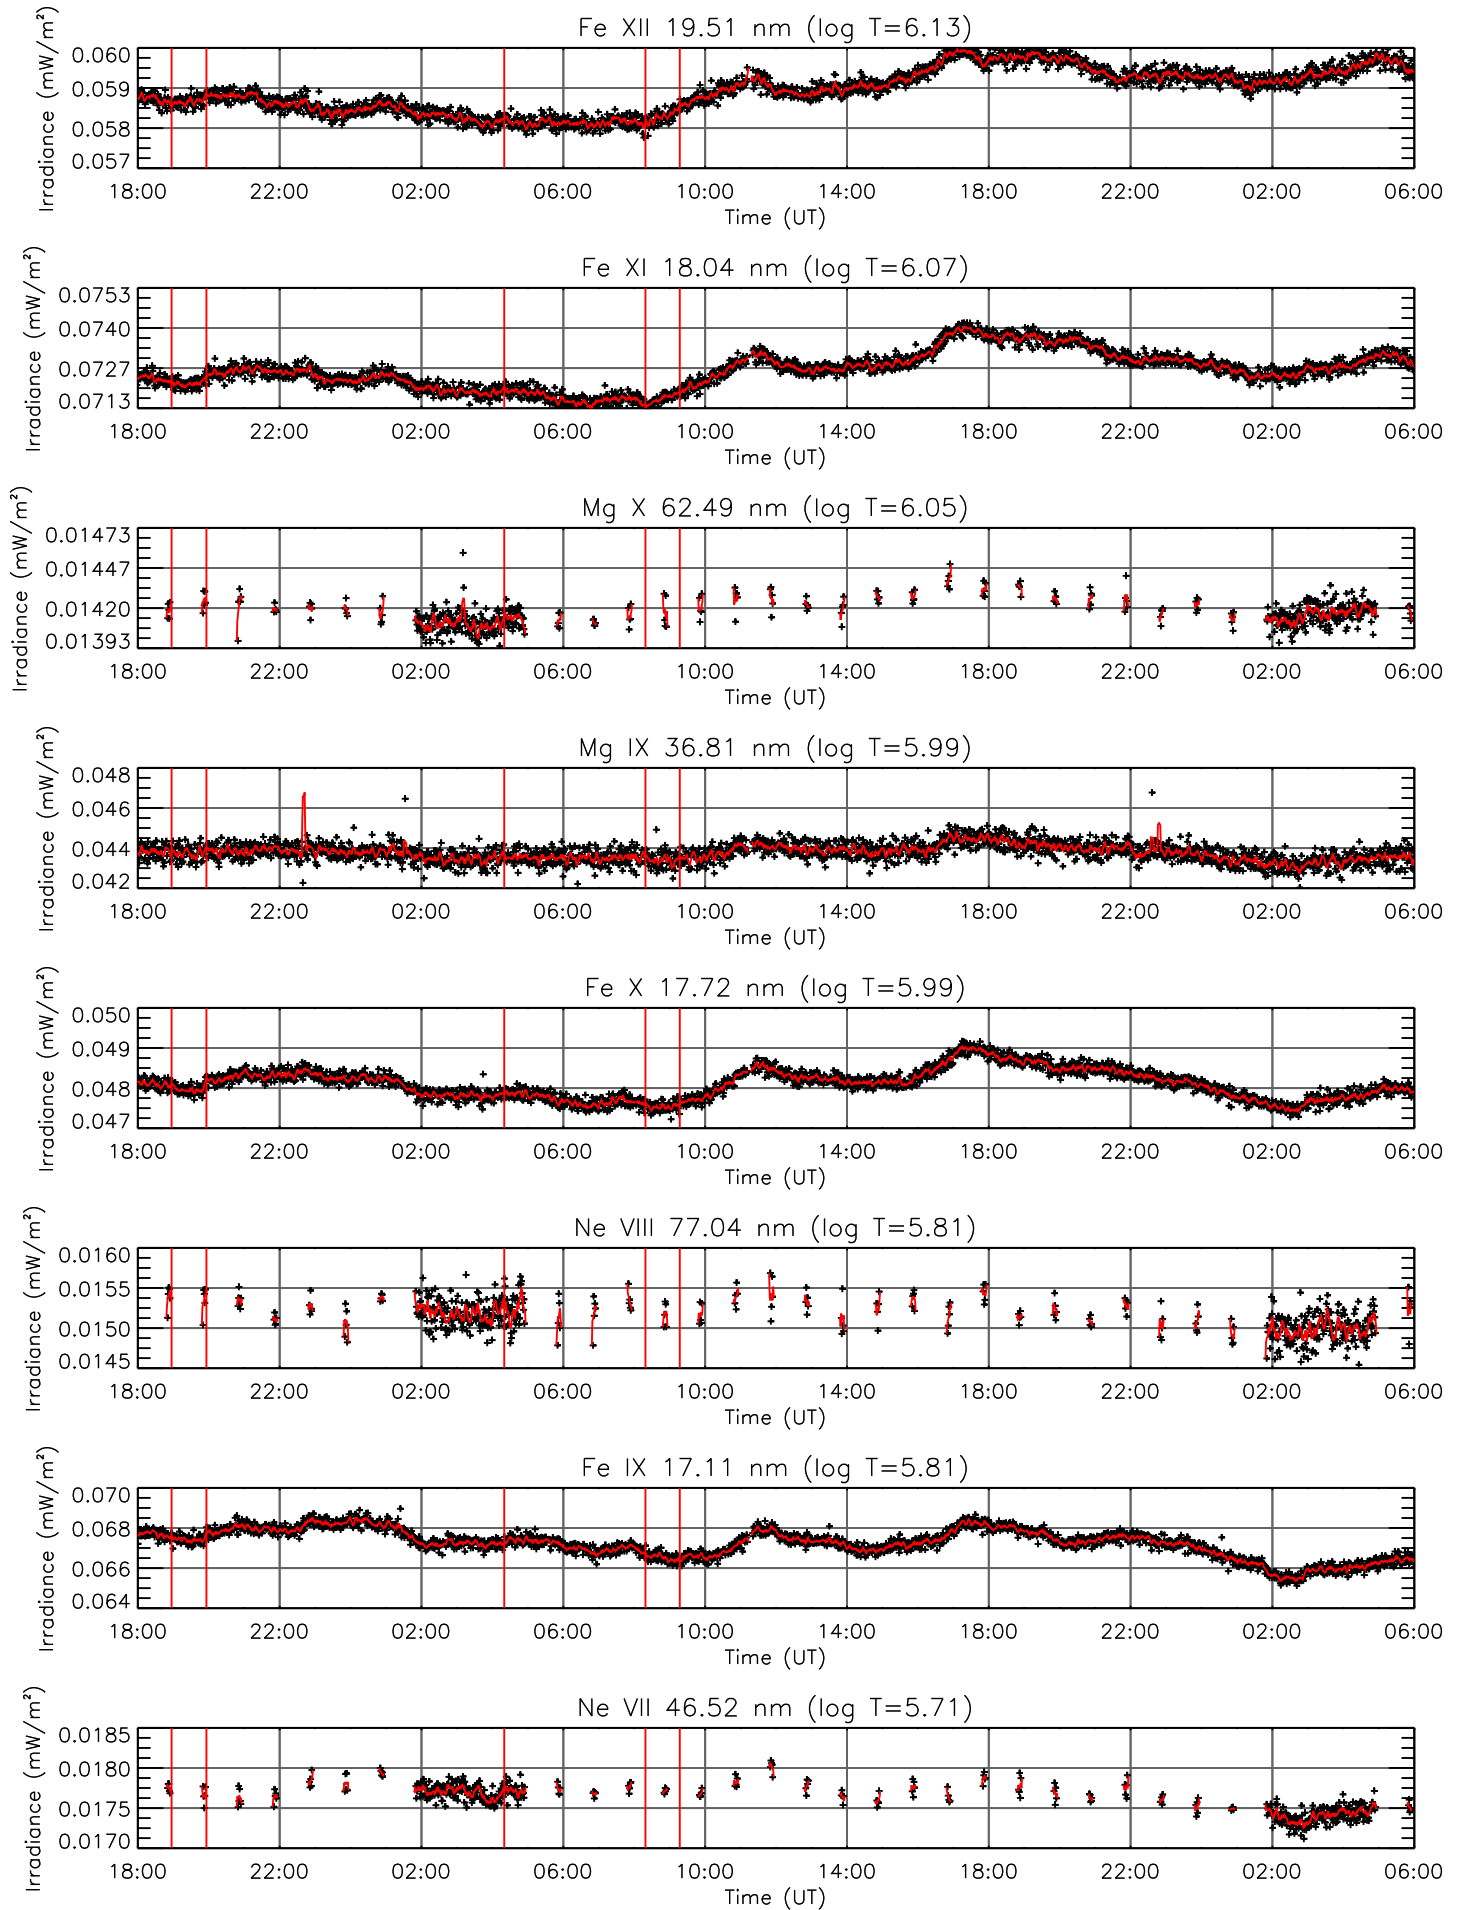 Fe XII 19.51 nm (log T=6.13)
Irradiance (mW/m²)
0.060
0.059
0.058
0.057
18:00 22:00 02:00 06:00 10:00 14:00 18:00 22:00 02:00 06:00
Time (UT)
Fe XI 18.04 nm (log T=6.07)
Irradiance (mW/m²)
0.0753
0.0740
0.0727
0.0713
18:00 22:00 02:00 06:00 10:00 14:00 18:00 22:00 02:00 06:00
Time (UT)
Mg X 62.49 nm (log T=6.05)
Irradiance (mW/m²)
0.01473
0.01447
0.01420
0.01393
18:00 22:00 02:00 06:00 10:00 14:00 18:00 22:00 02:00 06:00
Time (UT)
Mg IX 36.81 nm (log T=5.99)
Irradiance (mW/m²)
0.048
0.046
0.044
0.042
18:00 22:00 02:00 06:00 10:00 14:00 18:00 22:00 02:00 06:00
Time (UT)
Fe X 17.72 nm (log T=5.99)
Irradiance (mW/m²)
0.050
0.049
0.048
0.047
18:00 22:00 02:00 06:00 10:00 14:00 18:00 22:00 02:00 06:00
Time (UT)
Ne VIII 77.04 nm (log T=5.81)
Irradiance (mW/m²)
0.0160
0.0155
0.0150
0.0145
18:00 22:00 02:00 06:00 10:00 14:00 18:00 22:00 02:00 06:00
Time (UT)
Fe IX 17.11 nm (log T=5.81)
Irradiance (mW/m²)
0.070
0.068
0.066
0.064
18:00 22:00 02:00 06:00 10:00 14:00 18:00 22:00 02:00 06:00
Time (UT)
Ne VII 46.52 nm (log T=5.71)
Irradiance (mW/m²)
0.0185
0.0180
0.0175
0.0170
18:00 22:00 02:00 06:00 10:00 14:00 18:00 22:00 02:00 06:00
Time (UT)